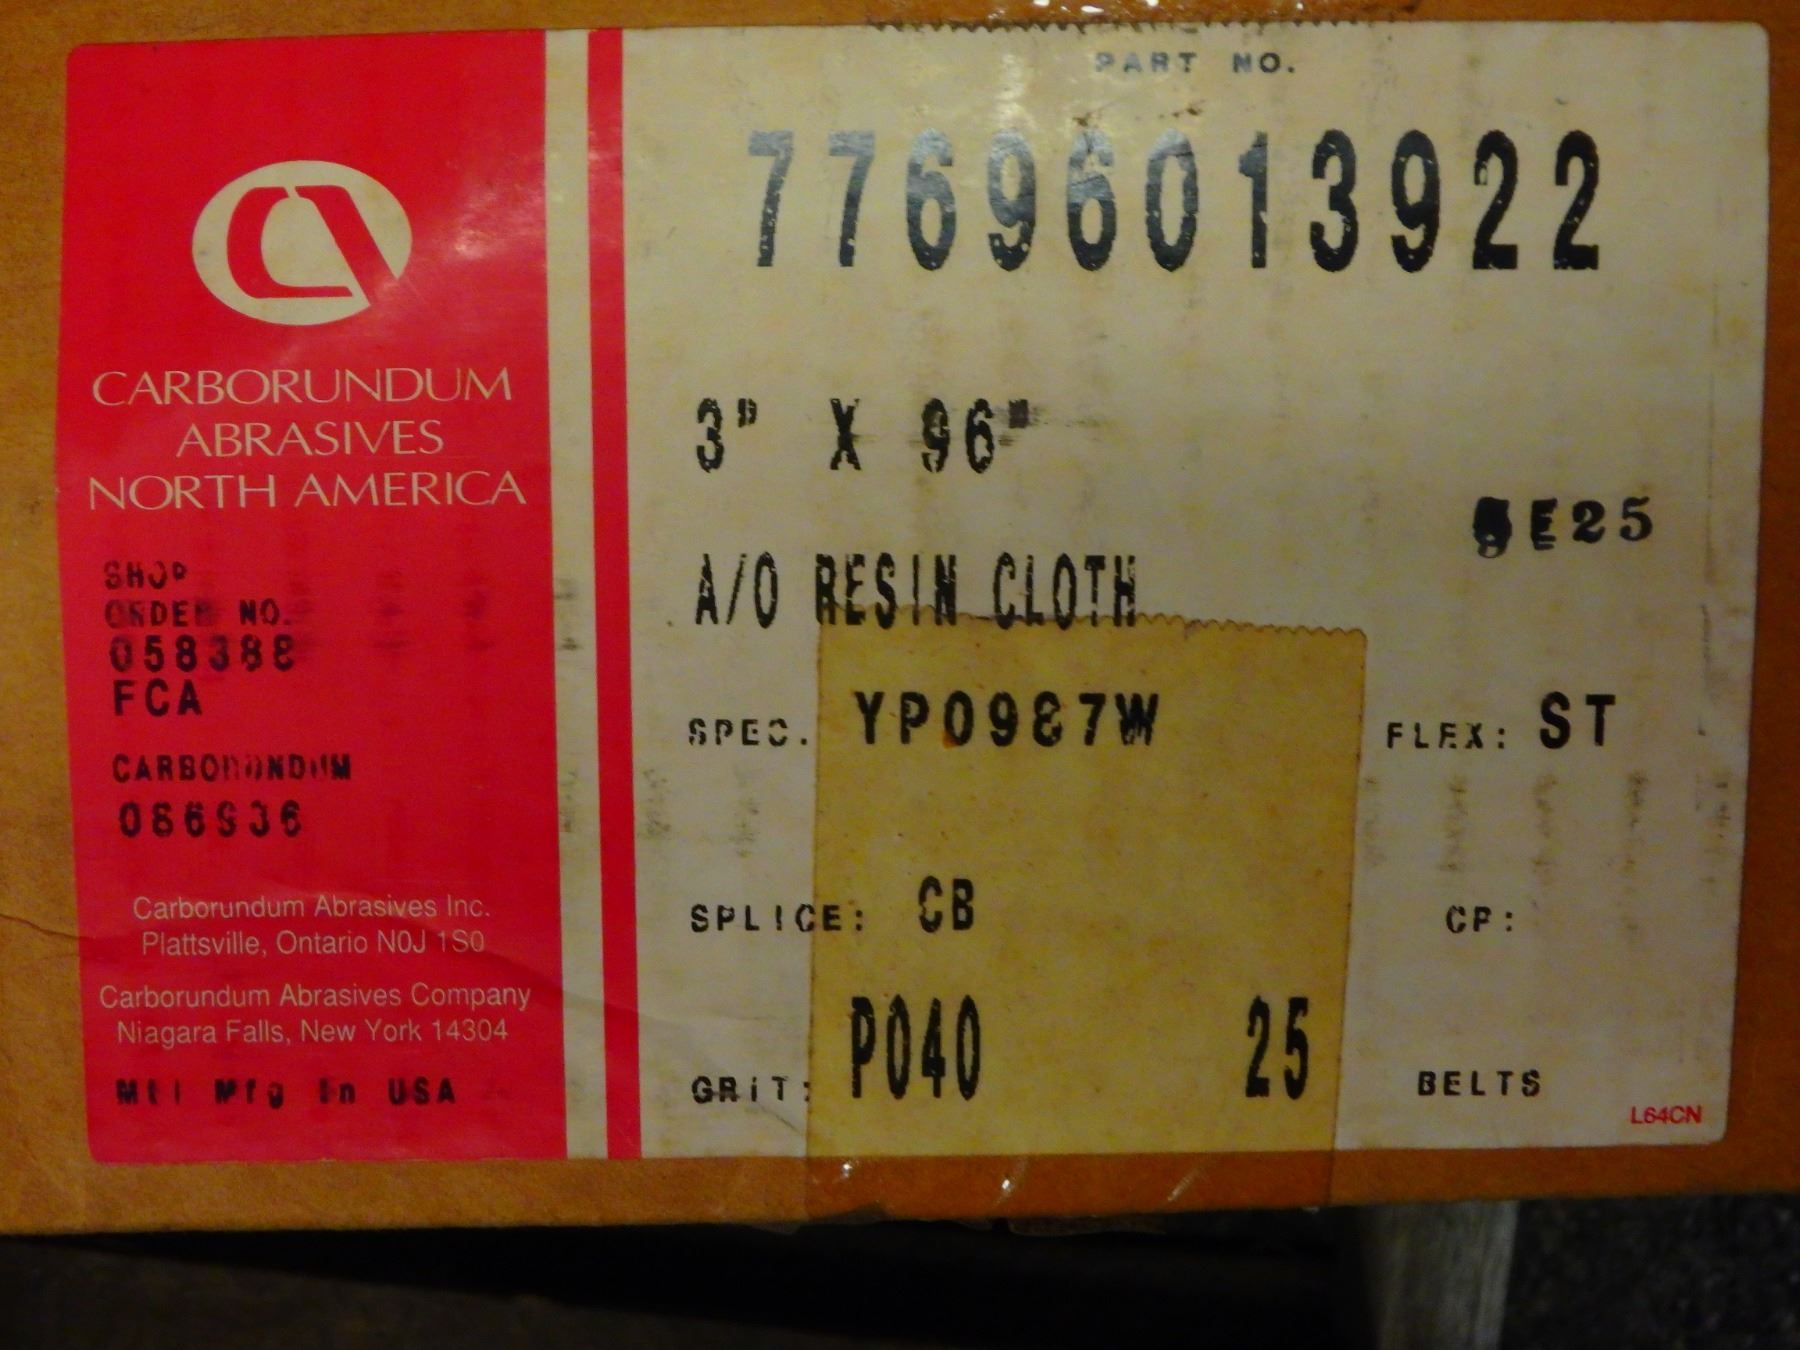 PART NO.
77696013922
3" X 96"
E25
A/O RESIN CLOTH
SPEC. YP0987W FLEX: ST
SPLICE: CB CP:
GRIT: P040 25 BELTS
L64CN
CARBORUNDUM
ABRASIVES
NORTH AMERICA
SHOP
ORDER NO.
058388
FCA
CARBORUNDUM
086936
Carborundum Abrasives Inc.
Plattsville, Ontario N0J 1S0
Carborundum Abrasives Company
Niagara Falls, New York 14304
Mtl Mfg in USA